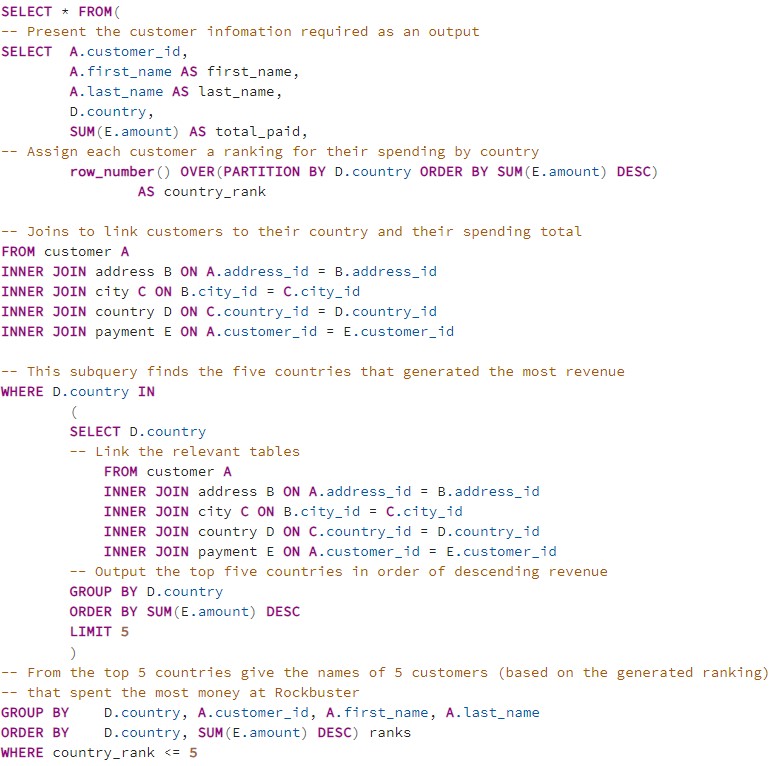 SELECT * FROM(
-- Present the customer infomation required as an output
SELECT  A.customer_id,
        A.first_name AS first_name,
        A.last_name AS last_name,
        D.country,
        SUM(E.amount) AS total_paid,
-- Assign each customer a ranking for their spending by country
        row_number() OVER(PARTITION BY D.country ORDER BY SUM(E.amount) DESC)
                AS country_rank

-- Joins to link customers to their country and their spending total
FROM customer A
INNER JOIN address B ON A.address_id = B.address_id
INNER JOIN city C ON B.city_id = C.city_id
INNER JOIN country D ON C.country_id = D.country_id
INNER JOIN payment E ON A.customer_id = E.customer_id

-- This subquery finds the five countries that generated the most revenue
WHERE D.country IN
        (
        SELECT D.country
        -- Link the relevant tables
            FROM customer A
            INNER JOIN address B ON A.address_id = B.address_id
            INNER JOIN city C ON B.city_id = C.city_id
            INNER JOIN country D ON C.country_id = D.country_id
            INNER JOIN payment E ON A.customer_id = E.customer_id
        -- Output the top five countries in order of descending revenue
        GROUP BY D.country
        ORDER BY SUM(E.amount) DESC
        LIMIT 5
        )
-- From the top 5 countries give the names of 5 customers (based on the generated ranking)
-- that spent the most money at Rockbuster
GROUP BY    D.country, A.customer_id, A.first_name, A.last_name
ORDER BY    D.country, SUM(E.amount) DESC) ranks
WHERE country_rank <= 5